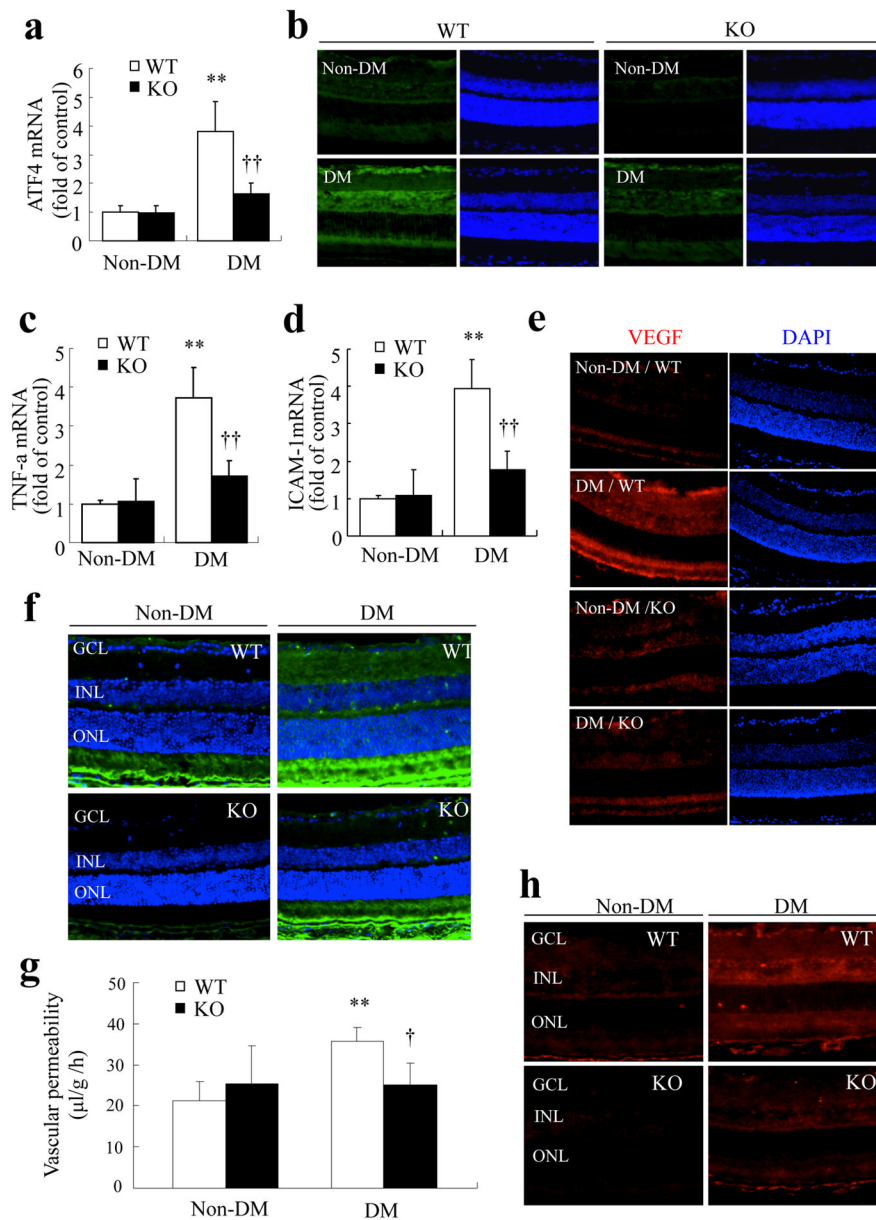 a
WT
KO
**
††
6
5
4
3
2
1
0
ATF4 mRNA
(fold of control)
Non-DM
DM
b
WT
KO
Non-DM
Non-DM
DM
DM
c
WT
KO
**
††
5
4
3
2
1
0
TNF-a mRNA
(fold of control)
Non-DM
DM
d
WT
KO
**
††
5
4
3
2
1
0
ICAM-1mRNA
(fold of control)
Non-DM
DM
e
VEGF
DAPI
Non-DM / WT
DM / WT
Non-DM /KO
DM / KO
f
Non-DM
DM
GCL
WT
WT
INL
ONL
GCL
KO
KO
INL
ONL
g
WT
KO
**
†
50
40
30
20
10
0
Vascular permeability
(μl/g /h)
Non-DM
DM
h
Non-DM
DM
GCL
WT
WT
INL
ONL
GCL
KO
KO
INL
ONL